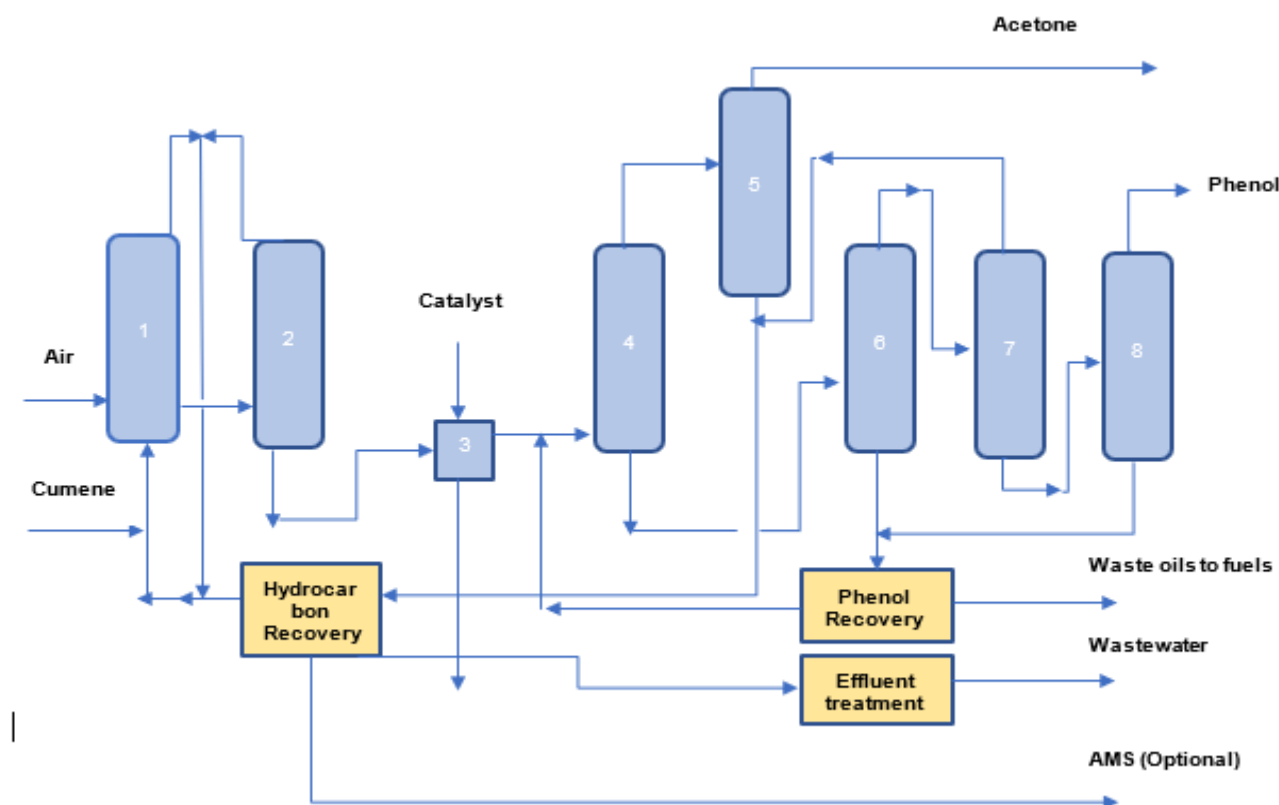 Acetone
5
Phenol
1
2
Catalyst
4
6
7
8
Air
3
Cumene
Hydrocar
bon
Recovery
Phenol
Recovery
Waste oils to fuels
Effluent
treatment
Wastewater
AMS (Optional)